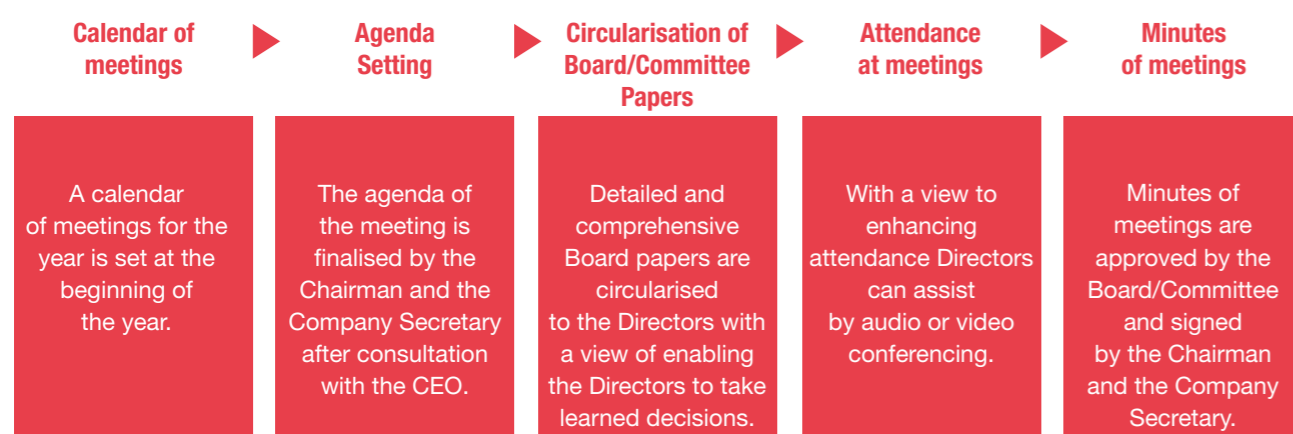 Calendar of
meetings
Agenda
Setting
Circularisation of
Board/Committee
Papers
Attendance
at meetings
Minutes
of meetings
A calendar
of meetings for the
year is set at the
beginning of
the year.
The agenda of
the meeting is
finalised by the
Chairman and the
Company Secretary
after consultation
with the CEO.
Detailed and
comprehensive
Board papers are
circularised
to the Directors with
a view of enabling
the Directors to take
learned decisions.
With a view to
enhancing
attendance Directors
can assist
by audio or video
conferencing.
Minutes of
meetings are
approved by the
Board/Committee
and signed
by the Chairman
and the Company
Secretary.